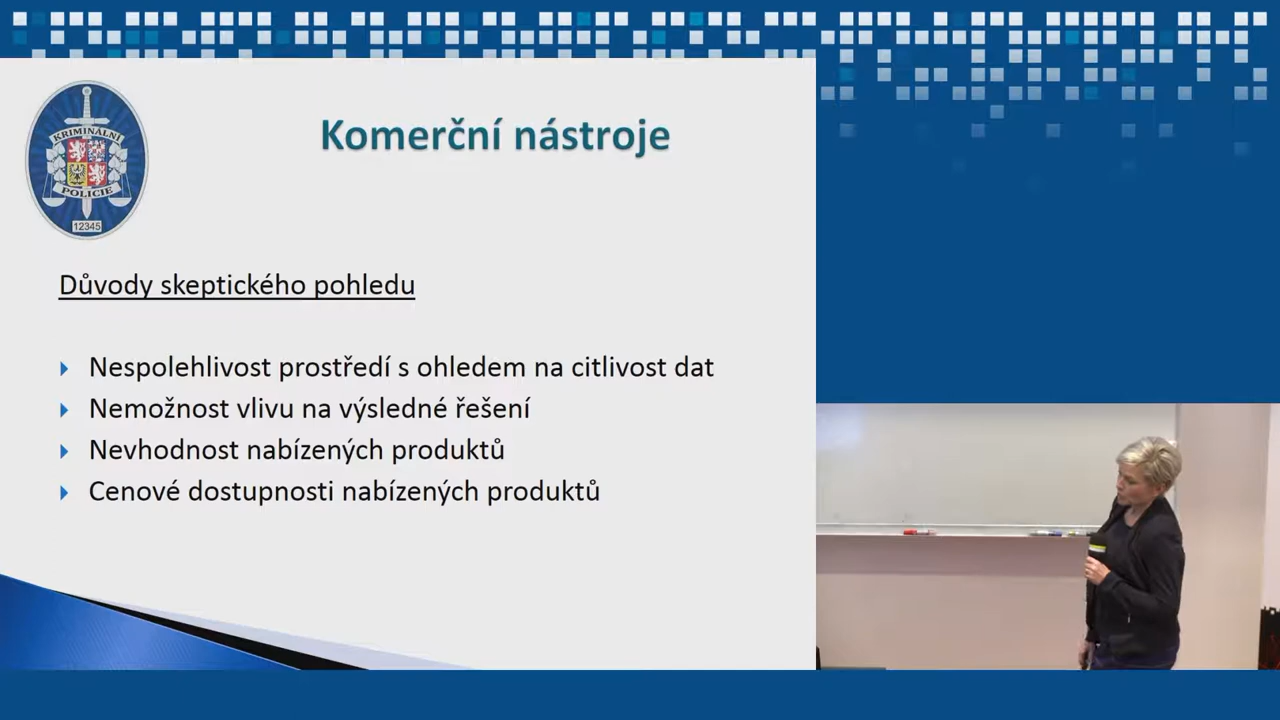 KRIMINÁLNI
POLICIE
12345
Komerční nástroje
Důvody skeptického pohledu
Nespolehlivost prostředí s ohledem na citlivost dat
Nemožnost vlivu na výsledné řešení
Nevhodnost nabízených produktů
Cenové dostupnosti nabízených produktů